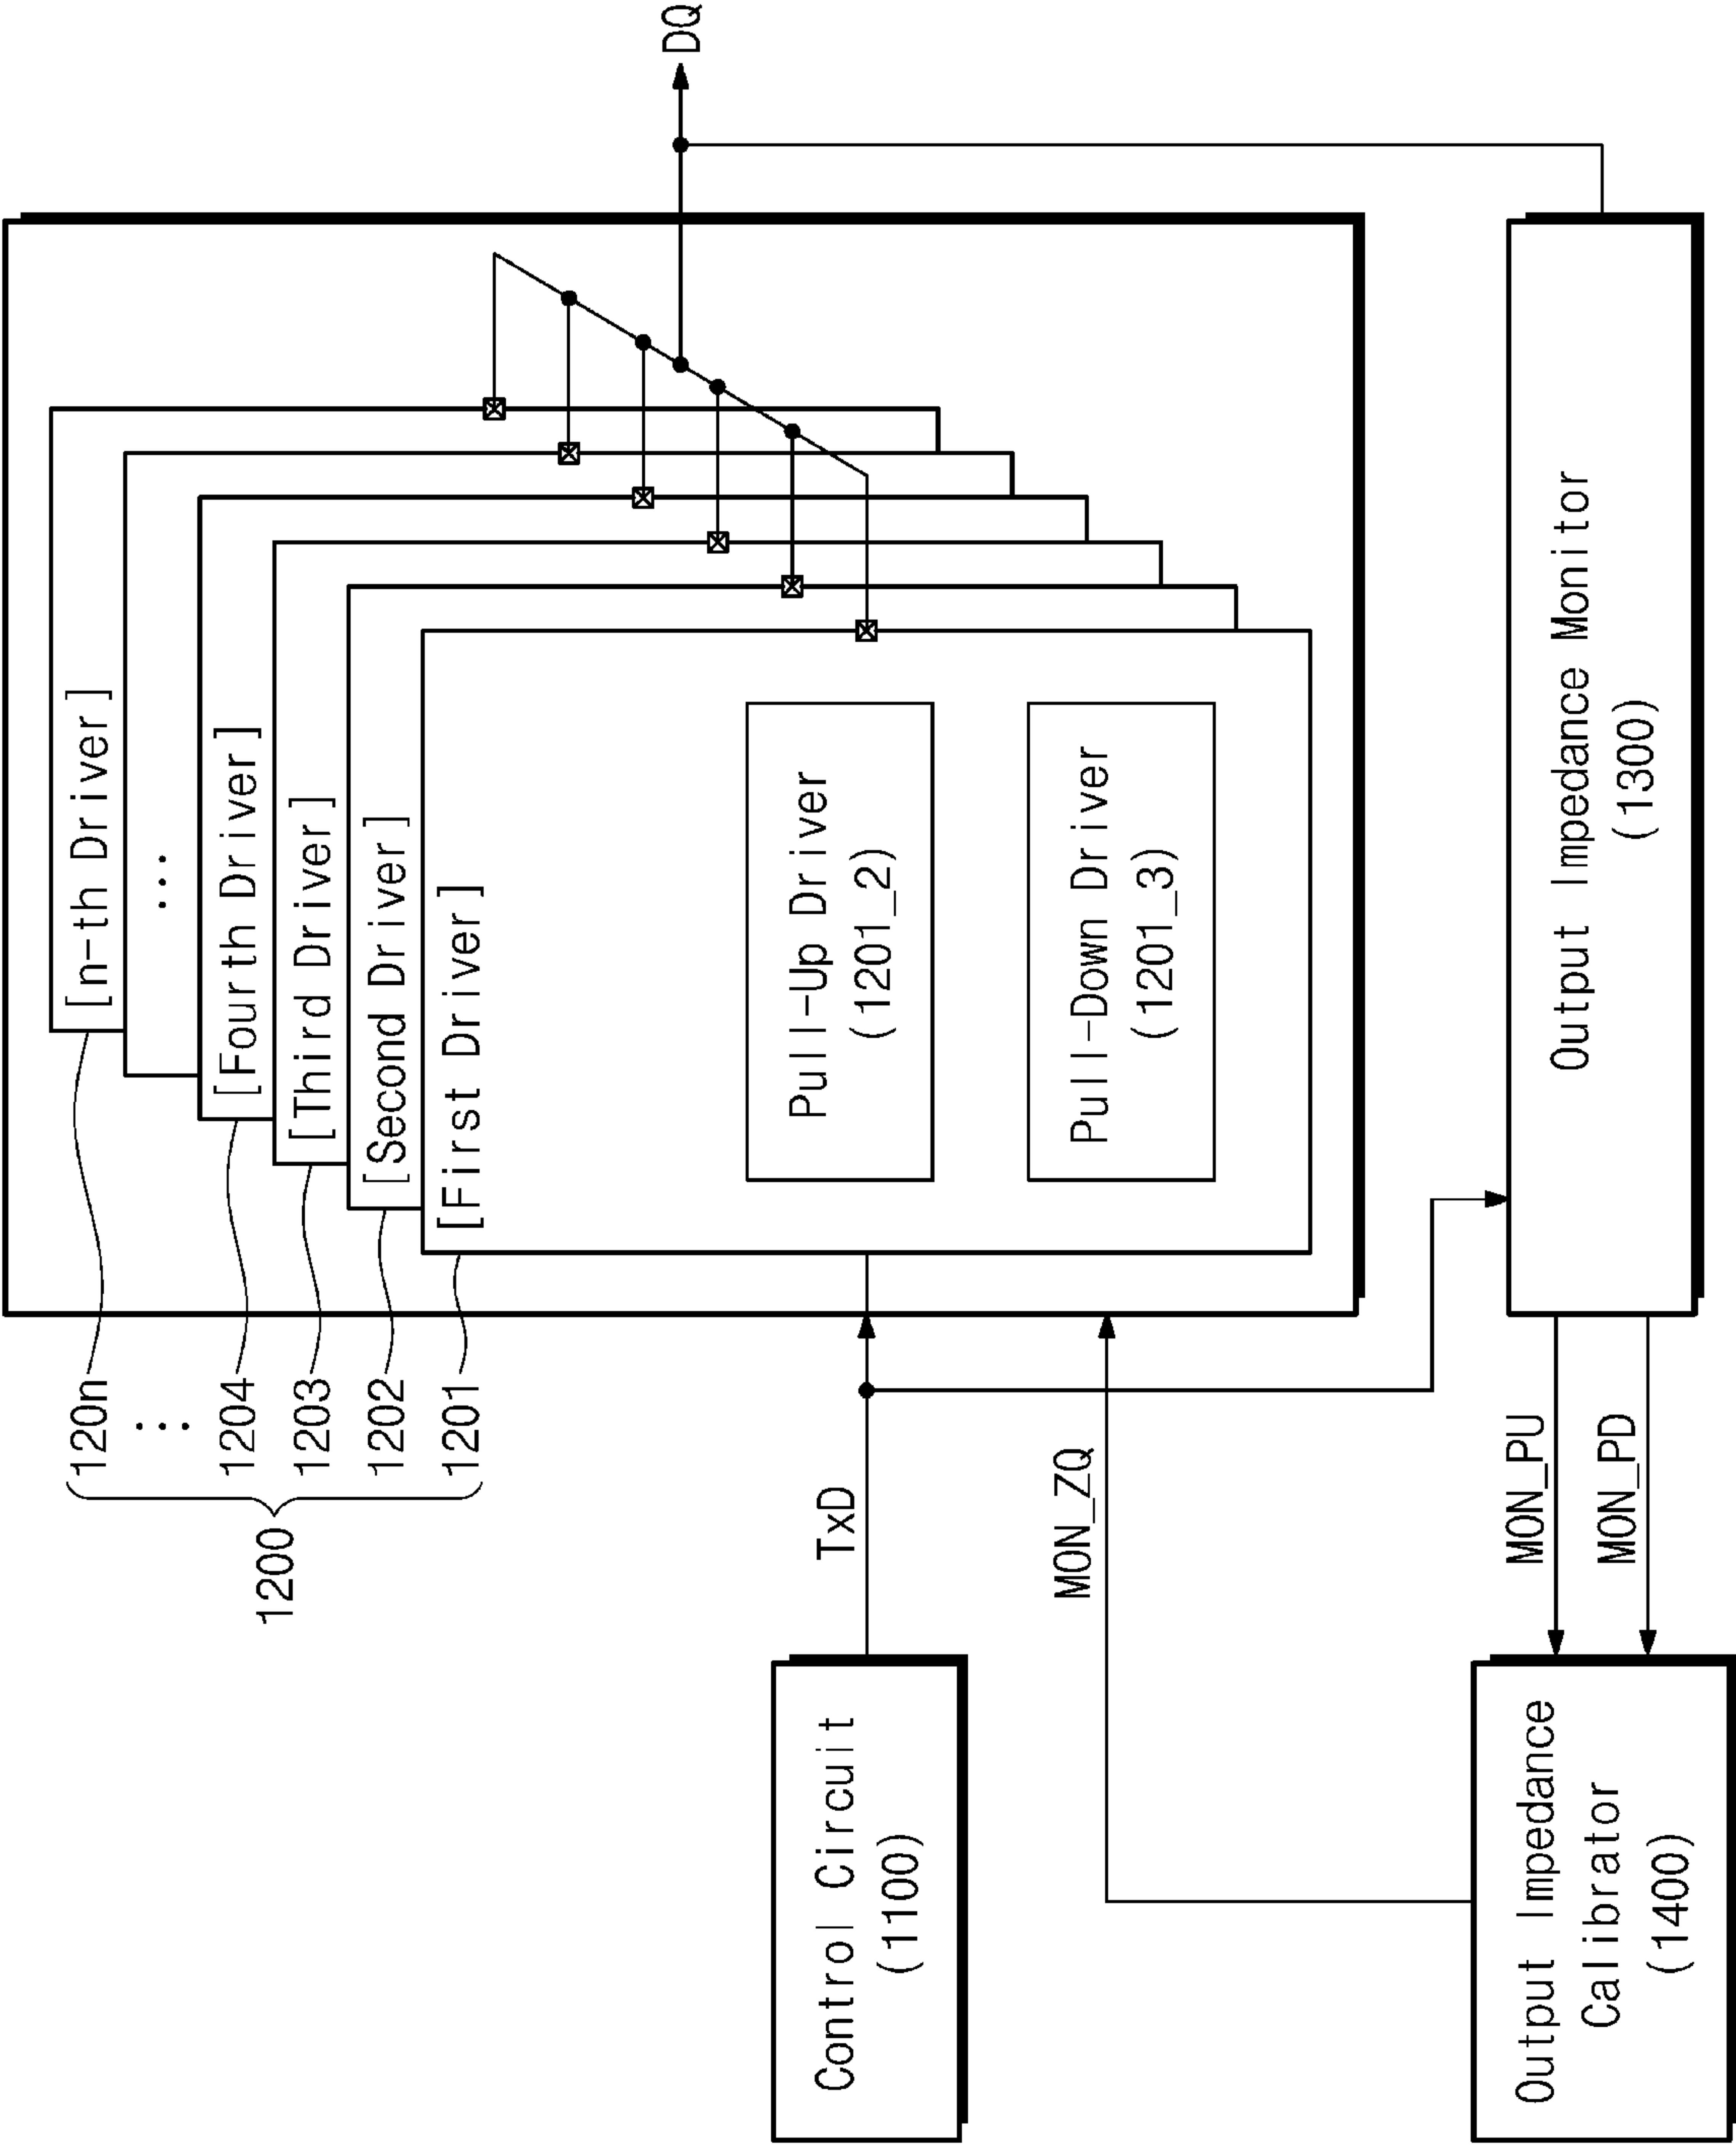 1200
120n
...
1204
1203
1202
1201
[n-th Driver]
...
[Fourth Driver]
[Third Driver]
[Second Driver]
[First Driver]
Pull-Up Driver
(1201_2)
Pull-Down Driver
(1201_3)
DQ
Control Circuit
(1100)
TxD
MON_ZQ
Output Impedance
Calibrator
(1400)
MON_PU
MON_PD
Output Impedance Monitor
(1300)